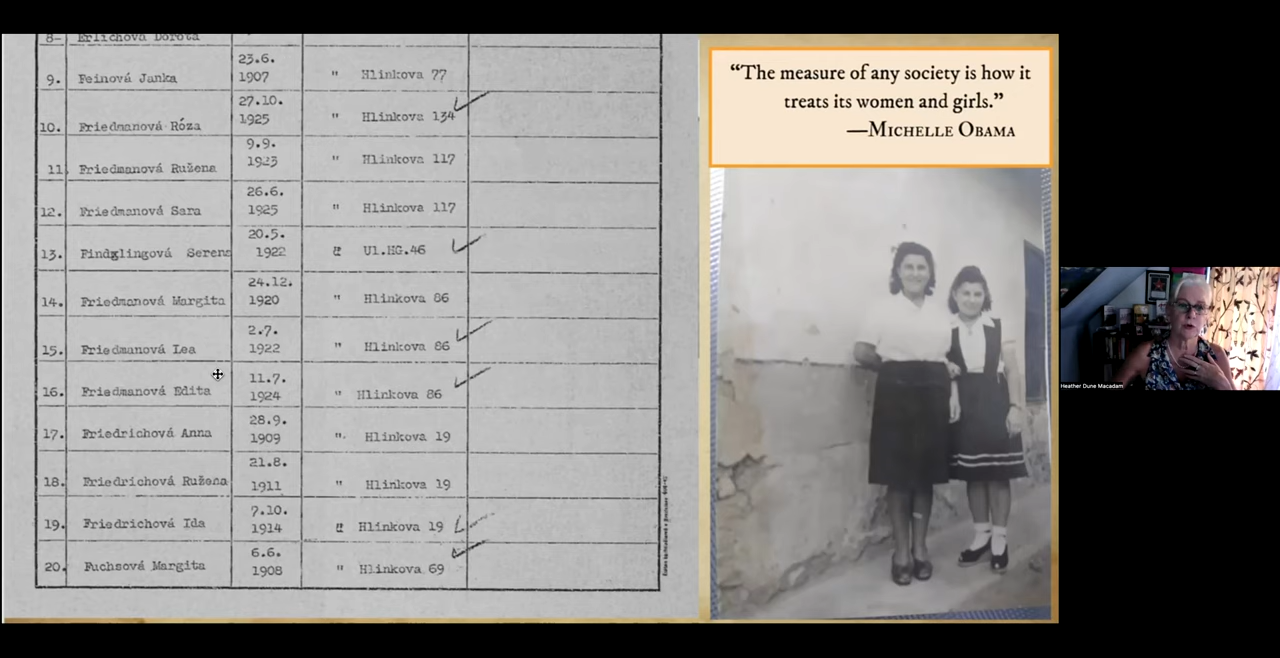 8- Erlichová Dorota
23.6.
9. Feinová Janka 1907 " Hlinkova 77
27.10.
10. Friedmanová Róza 1925 " Hlinkova 134
9.9.
11 Friedmanová Ružena 1923 " Hlinkova 117
26.6.
12. Friedmanová Sara 1925 " Hlinkova 117
20.5.
13. Findglingová Serena 1922 " Ul.HG.46
24.12.
14. Friedmanová Margita 1920 " Hlinkova 86
2.7.
15. Friedmanová Lea 1922 " Hlinkova 86
11.7.
16. Friedmanová Edita 1924 " Hlinkova 86
28.9.
17. Friedrichová Anna 1909 " Hlinkova 19
21.8.
18. Friedrichová Ružena 1911 " Hlinkova 19
7.10.
19. Friedrichová Ida 1914 " Hlinkova 19
6.6.
20. Fuchsová Margita 1908 " Hlinkova 69
“The measure of any society is how it
treats its women and girls.”
—Michelle Obama
Heather Dune Macadam